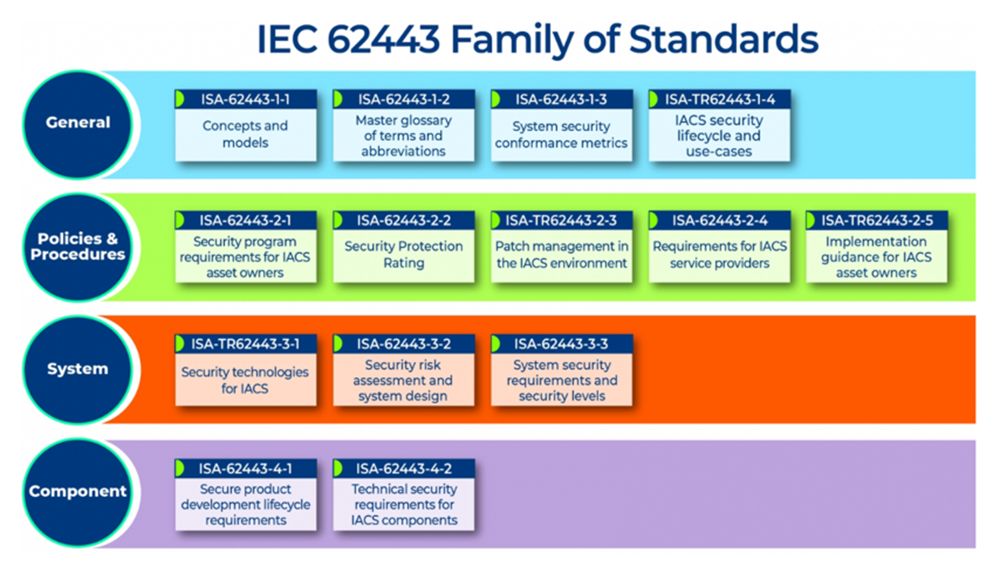 IEC 62443 Family of Standards
General
ISA-62443-1-1
Concepts and
models
ISA-62443-1-2
Master glossary
of terms and
abbreviations
ISA-62443-1-3
System security
conformance metrics
ISA-TR62443-1-4
IACS security
lifecycle and
use-cases
Policies &
Procedures
ISA-62443-2-1
Security program
requirements for IACS
asset owners
ISA-62443-2-2
Security Protection
Rating
ISA-TR62443-2-3
Patch management in
the IACS environment
ISA-62443-2-4
Requirements for IACS
service providers
ISA-TR62443-2-5
Implementation
guidance for IACS
asset owners
System
ISA-TR62443-3-1
Security technologies
for IACS
ISA-62443-3-2
Security risk
assessment and
system design
ISA-62443-3-3
System security
requirements and
security levels
Component
ISA-62443-4-1
Secure product
development lifecycle
requirements
ISA-62443-4-2
Technical security
requirements for
IACS components